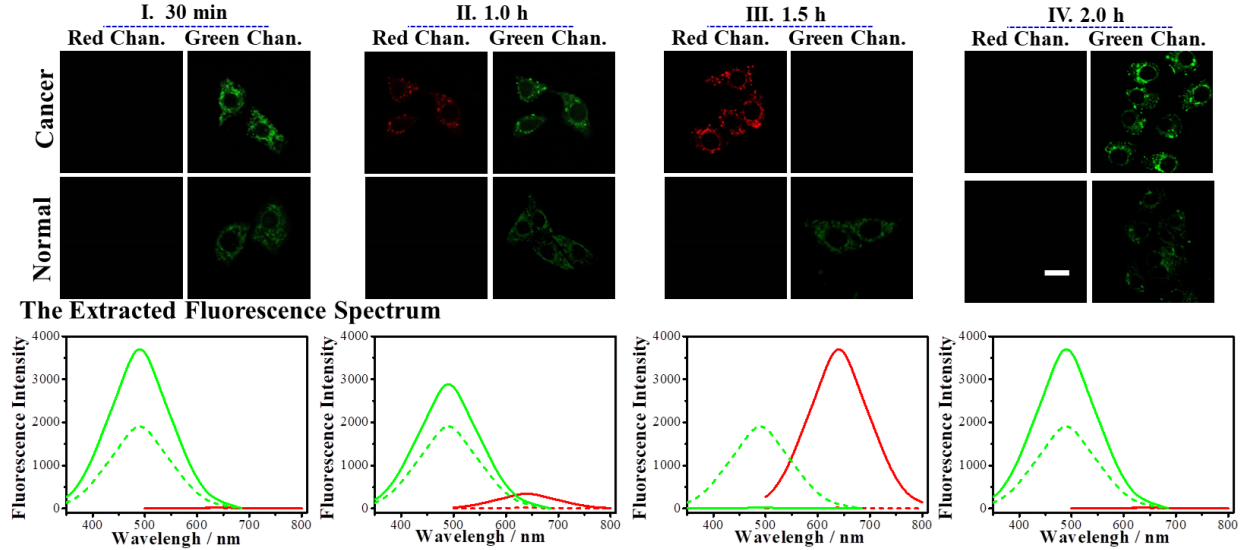 I. 30 min II. 1.0 h III. 1.5 h IV. 2.0 h
Red Chan. Green Chan. Red Chan. Green Chan. Red Chan. Green Chan. Red Chan. Green Chan.
Cancer
Normal
The Extracted Fluorescence Spectrum
Fluorescence Intensity
4000
3000
2000
1000
0
400 500 600 700 800
Wavelengh / nm
Fluorescence Intensity
4000
3000
2000
1000
0
400 500 600 700 800
Wavelengh / nm
Fluorescence Intensity
4000
3000
2000
1000
0
400 500 600 700 800
Wavelengh / nm
Fluorescence Intensity
4000
3000
2000
1000
0
400 500 600 700 800
Wavelengh / nm